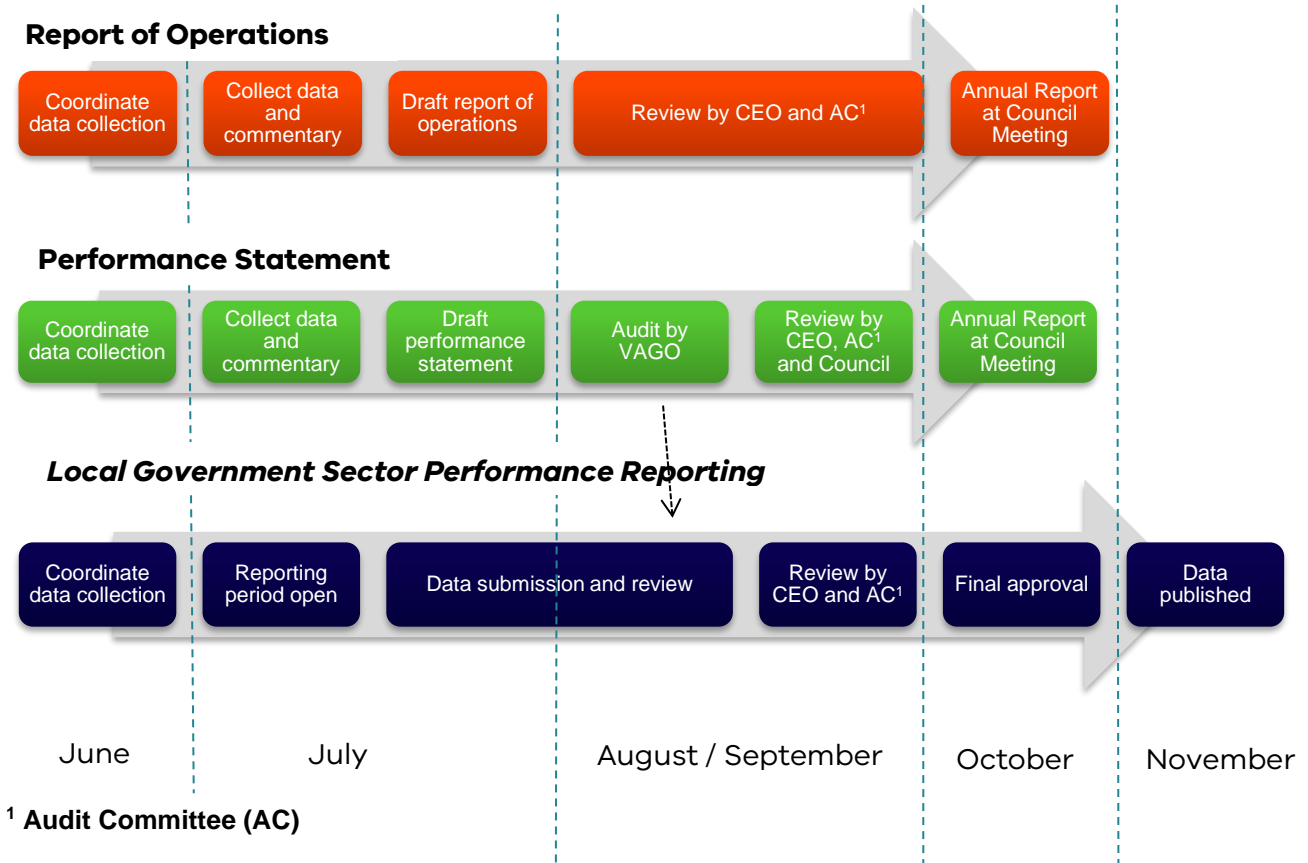 Report of Operations
Coordinate
data collection
Collect data
and
commentary
Draft report of
operations
Review by CEO and AC¹
Annual Report
at Council
Meeting
Performance Statement
Coordinate
data collection
Collect data
and
commentary
Draft
performance
statement
Audit by
VAGO
Review by
CEO, AC¹
and Council
Annual Report
at Council
Meeting
Local Government Sector Performance Reporting
Coordinate
data collection
Reporting
period open
Data submission and review
Review by
CEO and AC¹
Final approval
Data
published
June
July
August / September
October
November
¹ Audit Committee (AC)